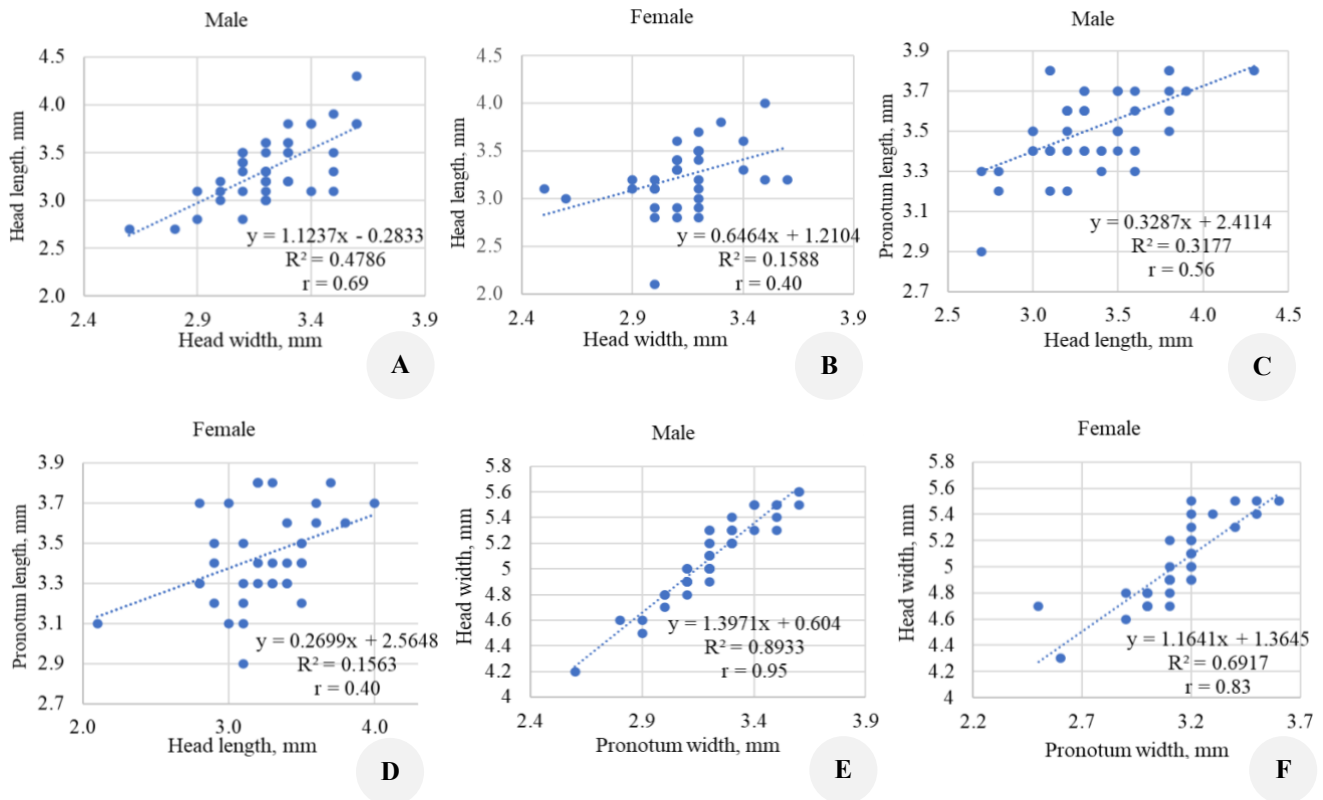 Male
Head length, mm
4.5
4.0
3.5
3.0
2.5
2.0
y = 1.1237x - 0.2833
R² = 0.4786
r = 0.69
2.4 2.9 3.4 3.9
Head width, mm
A
Female
Head length, mm
4.5
4.0
3.5
3.0
2.5
2.0
y = 0.6464x + 1.2104
R² = 0.1588
r = 0.40
2.4 2.9 3.4 3.9
Head width, mm
B
Male
Pronotum length, mm
3.9
3.7
3.5
3.3
3.1
2.9
2.7
y = 0.3287x + 2.4114
R² = 0.3177
r = 0.56
2.5 3.0 3.5 4.0 4.5
Head length, mm
C
Female
Pronotum length, mm
3.9
3.7
3.5
3.3
3.1
2.9
2.7
y = 0.2699x + 2.5648
R² = 0.1563
r = 0.40
2.0 3.0 4.0
Head length, mm
D
Male
Head width, mm
5.8
5.6
5.4
5.2
5
4.8
4.6
4.4
4.2
4
y = 1.3971x + 0.604
R² = 0.8933
r = 0.95
2.4 2.9 3.4 3.9
Pronotum width, mm
E
Female
Head width, mm
5.8
5.6
5.4
5.2
5
4.8
4.6
4.4
4.2
4
y = 1.1641x + 1.3645
R² = 0.6917
r = 0.83
2.2 2.7 3.2 3.7
Pronotum width, mm
F